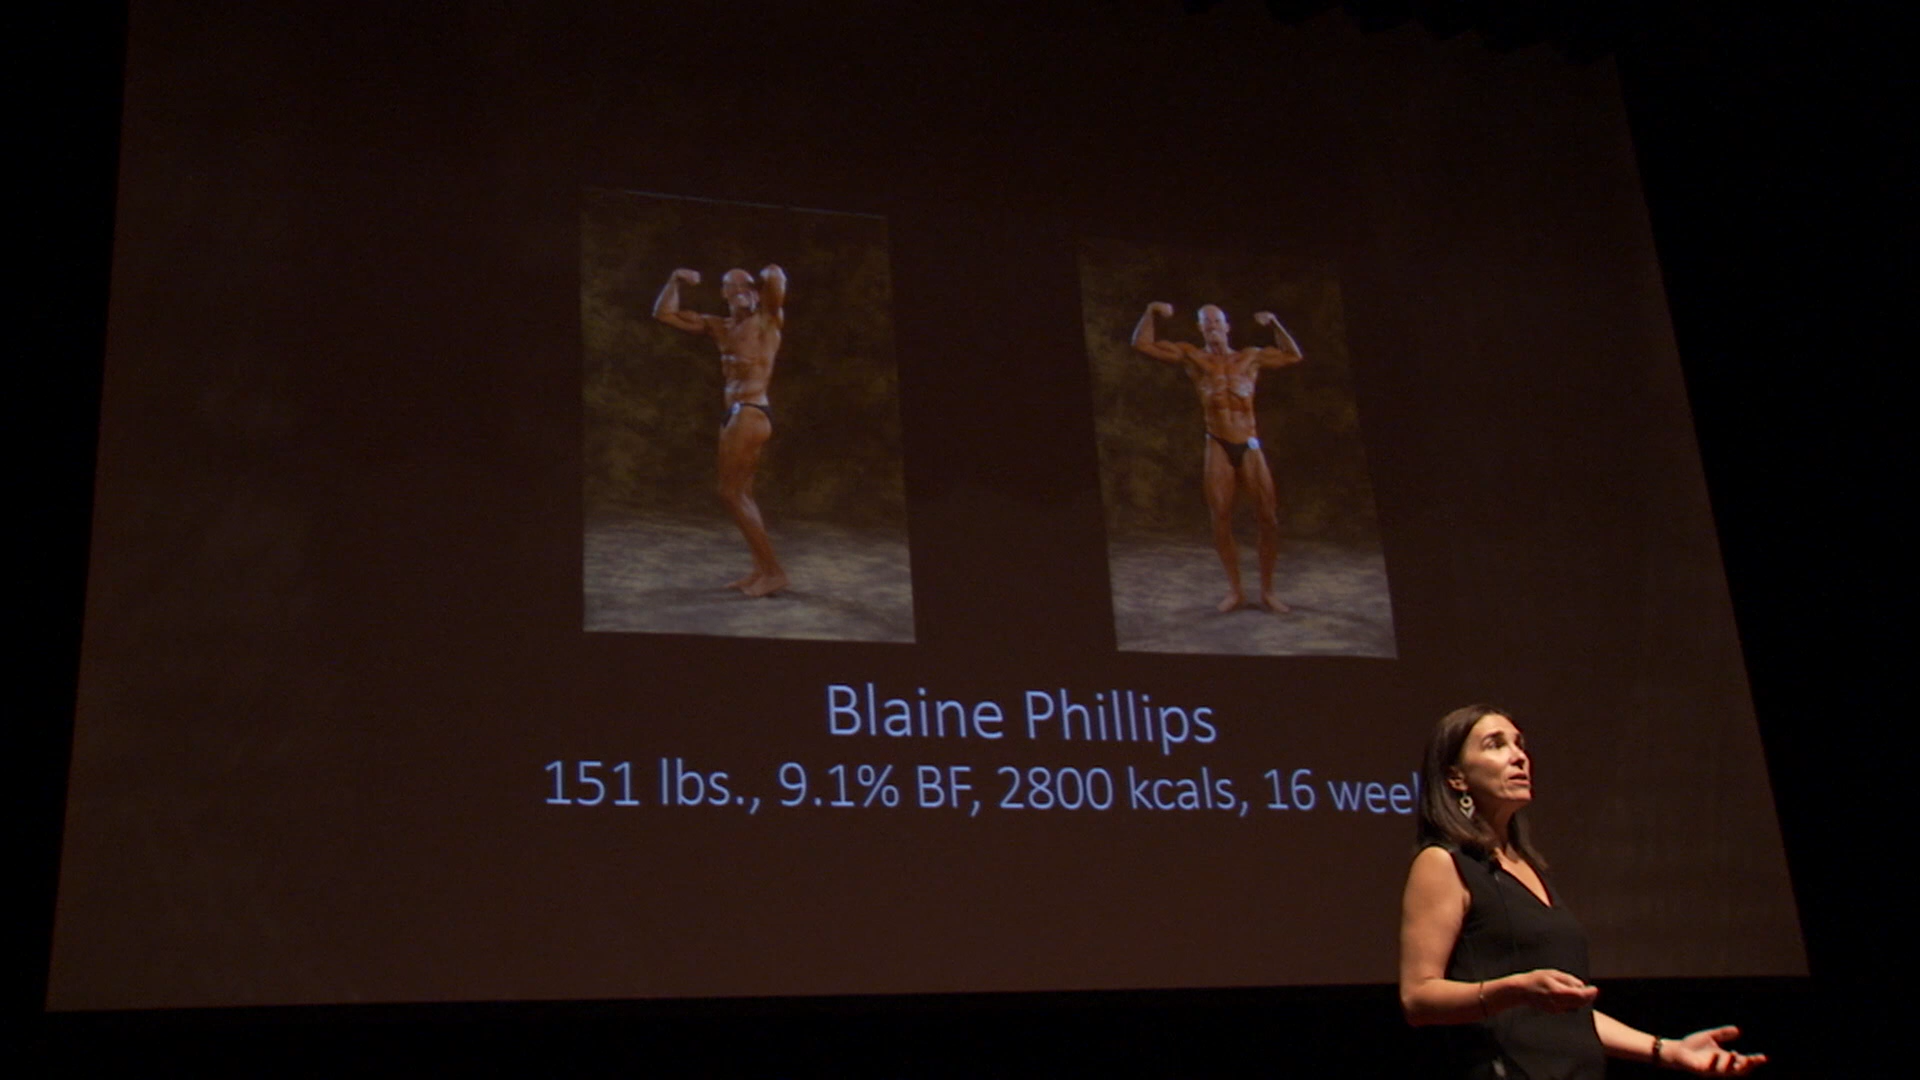 Blaine Phillips
151 lbs., 9.1% BF, 2800 kcals, 16